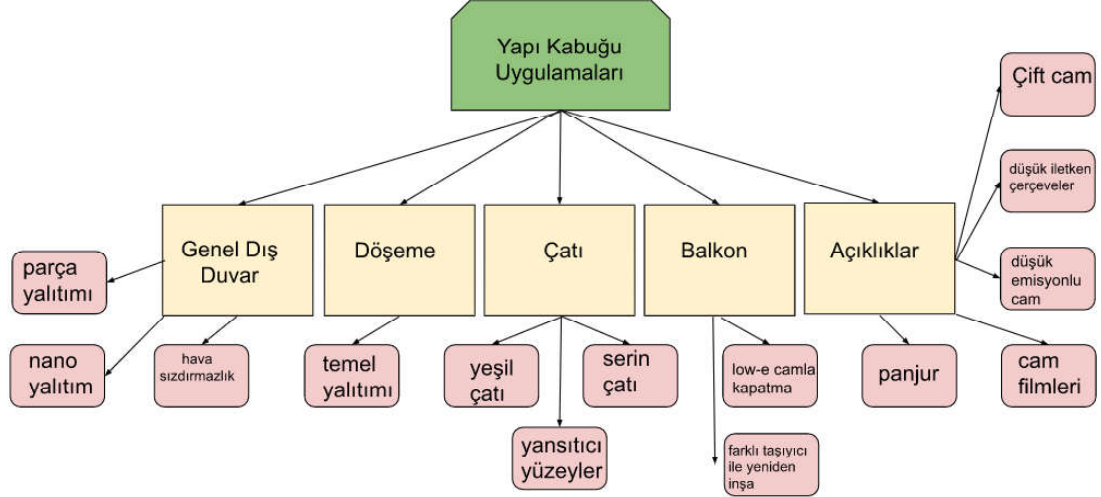 Yapı Kabuğu
Uygulamaları
Genel Dış
Duvar
Döşeme
Çatı
Balkon
Açıklıklar
parça
yalıtımı
nano
yalıtım
hava
sızdırmazlık
temel
yalıtımı
yeşil
çatı
yansıtıcı
yüzeyler
serin
çatı
low-e camla
kapatma
farklı taşıyıcı
ile yeniden
inşa
panjur
cam
filmleri
Çift cam
düşük iletken
çerçeveler
düşük
emisyonlu
cam